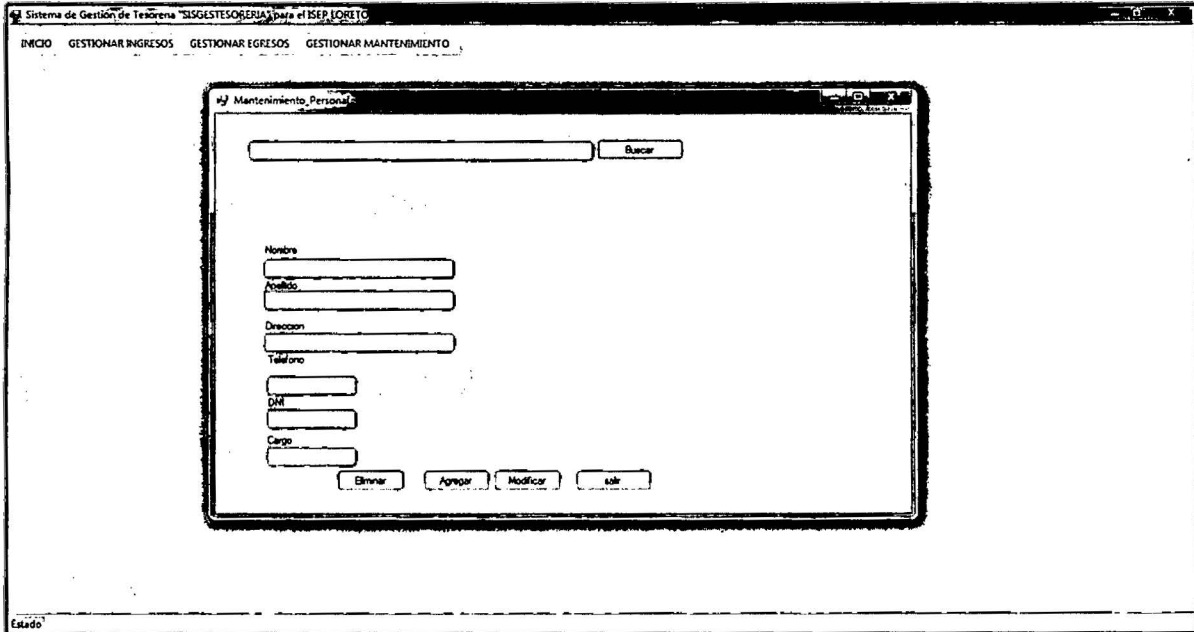 Sistema de Gestión de Tesoreria "SISGESTESORERIA" para el ISEP LORETO
INICIO GESTIONAR INGRESOS GESTIONAR EGRESOS GESTIONAR MANTENIMIENTO
Mantenimiento_Personal
Buscar
Nombre
Apellido
Direccion
Telefono
DNI
Cargo
Eliminar Agregar Modificar salir
Estado